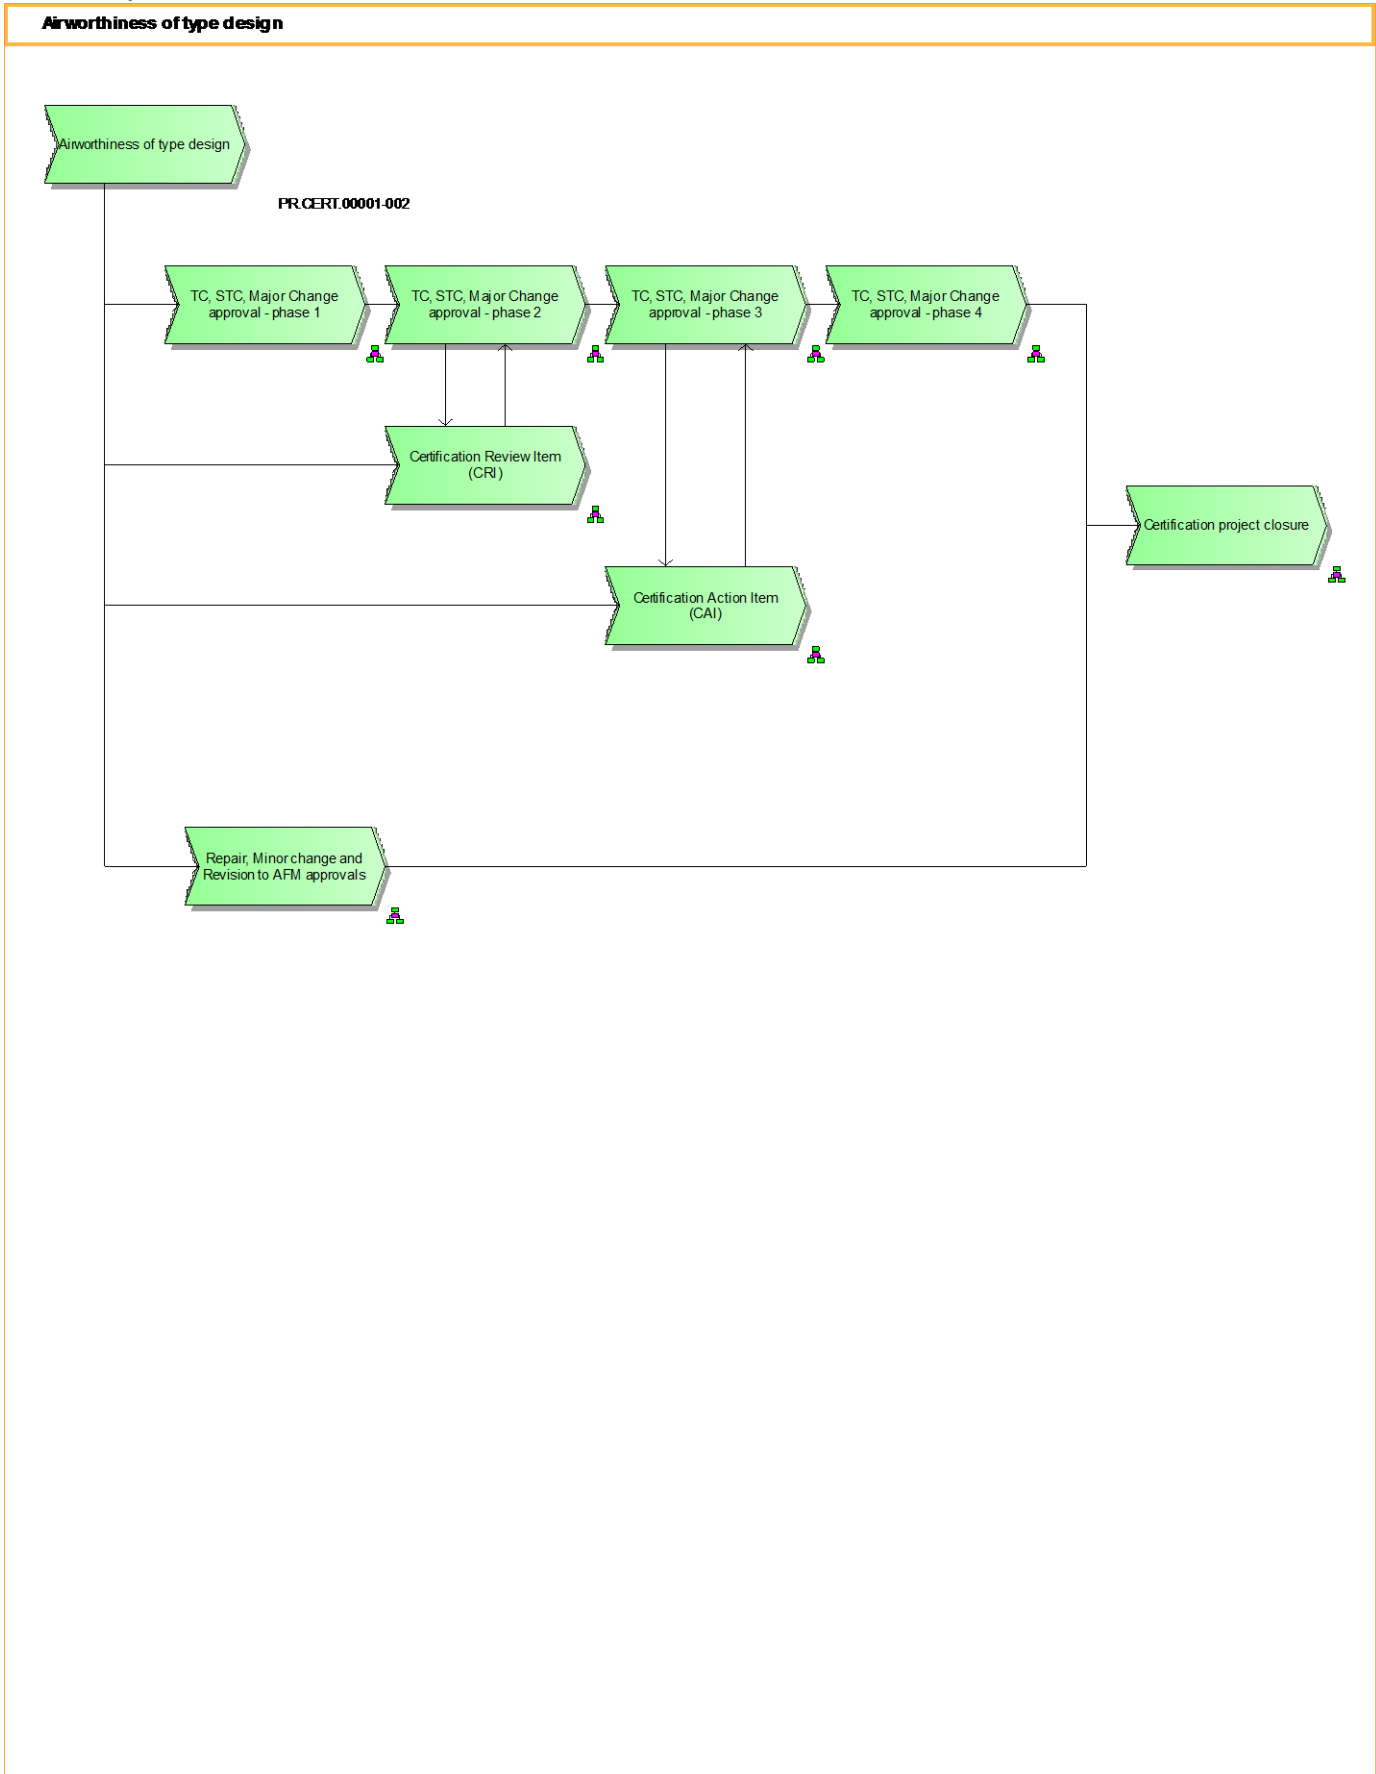 Airworthiness of type design
Airworthiness of type design
PR.CERT.00001-002
TC, STC, Major Change
approval - phase 1
TC, STC, Major Change
approval - phase 2
TC, STC, Major Change
approval - phase 3
TC, STC, Major Change
approval - phase 4
Certification Review Item
(CRI)
Certification project closure
Certification Action Item
(CAI)
Repair, Minor change and
Revision to AFM approvals